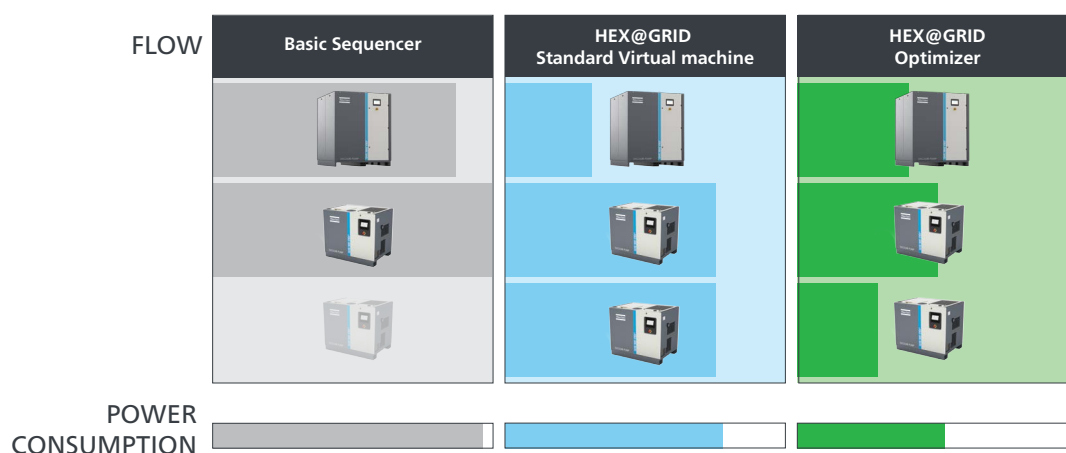 FLOW
Basic Sequencer
HEX@GRID
Standard Virtual machine
HEX@GRID
Optimizer
POWER
CONSUMPTION